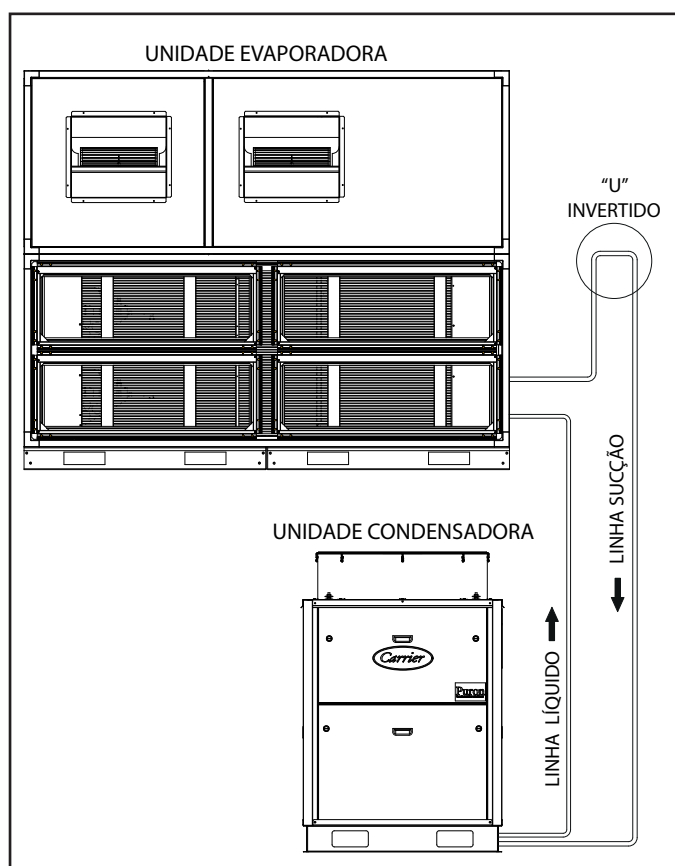 UNIDADE EVAPORADORA
“U”
INVERTIDO
LINHA SUCÇÃO
UNIDADE CONDENSADORA
Carrier
Puron
LINHA LÍQUIDO